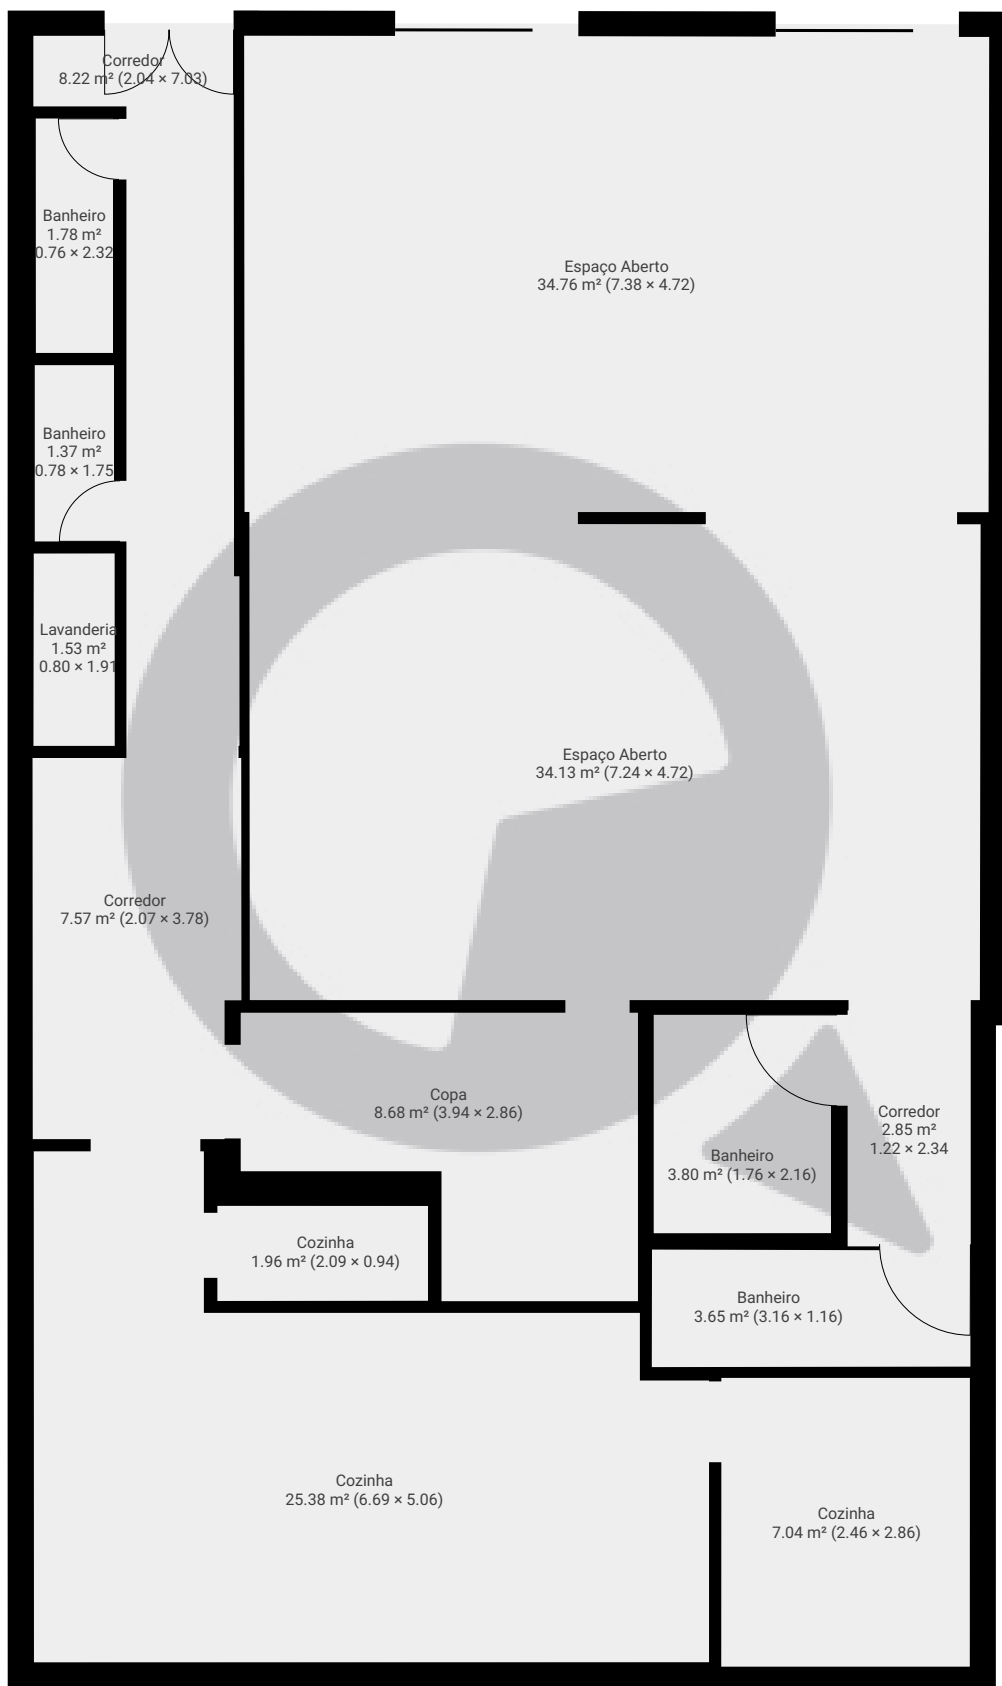 Corredor
8.22 m² (2.04 × 7.03)
Banheiro
1.78 m²
0.76 × 2.32
Espaço Aberto
34.76 m² (7.38 × 4.72)
Banheiro
1.37 m²
0.78 × 1.75
Lavanderia
1.53 m²
0.80 × 1.91
Espaço Aberto
34.13 m² (7.24 × 4.72)
Corredor
7.57 m² (2.07 × 3.78)
Copa
8.68 m² (3.94 × 2.86)
Corredor
2.85 m²
1.22 × 2.34
Banheiro
3.80 m² (1.76 × 2.16)
Cozinha
1.96 m² (2.09 × 0.94)
Banheiro
3.65 m² (3.16 × 1.16)
Cozinha
25.38 m² (6.69 × 5.06)
Cozinha
7.04 m² (2.46 × 2.86)